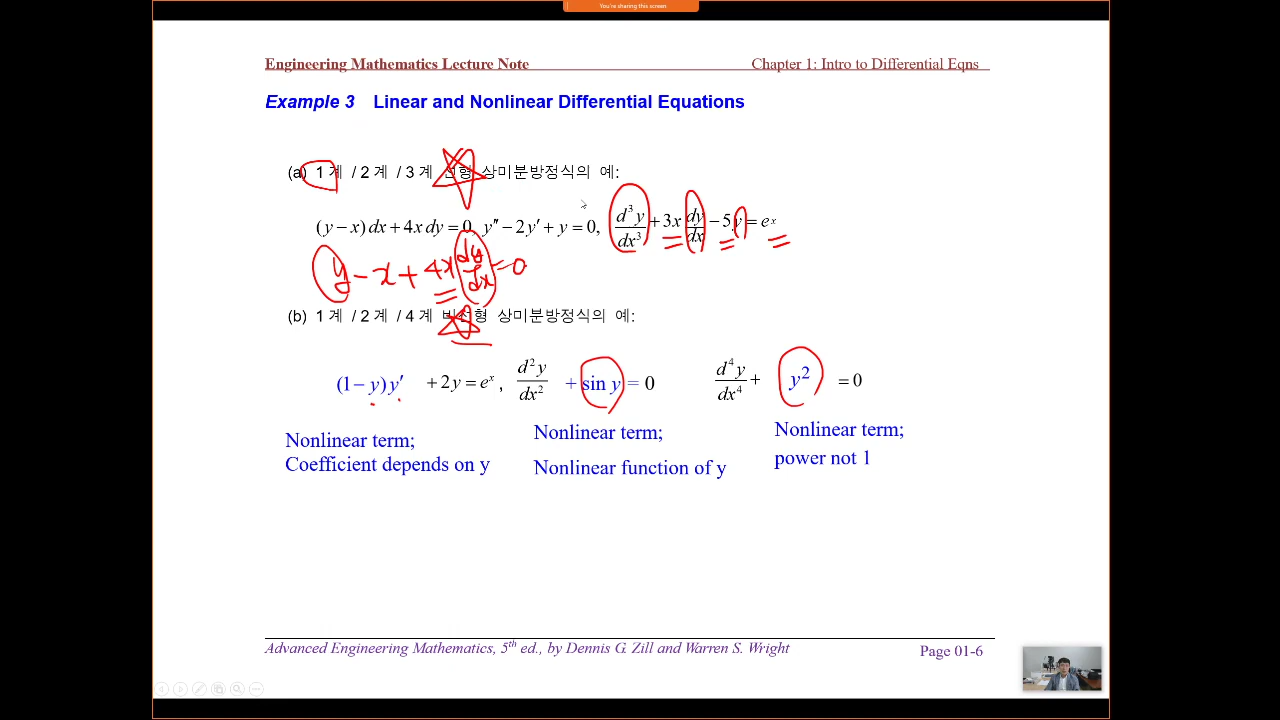 You're sharing this screen
Engineering Mathematics Lecture Note Chapter 1: Intro to Differential Eqns
Example 3 Linear and Nonlinear Differential Equations
(a) 1계 / 2계 / 3계 선형 상미분방정식의 예:
(y − x) dx + 4x dy = 0, y″ − 2y′ + y = 0, d³y/dx³ + 3x dy/dx − 5y = eˣ
y − x + 4x dy/dx = 0
(b) 1계 / 2계 / 4계 비선형 상미분방정식의 예:
(1 − y) y′ + 2y = eˣ, d²y/dx² + sin y = 0 d⁴y/dx⁴ + y² = 0
Nonlinear term; Nonlinear term; Nonlinear term;
Coefficient depends on y Nonlinear function of y power not 1
Advanced Engineering Mathematics, 5th ed., by Dennis G. Zill and Warren S. Wright Page 01-6